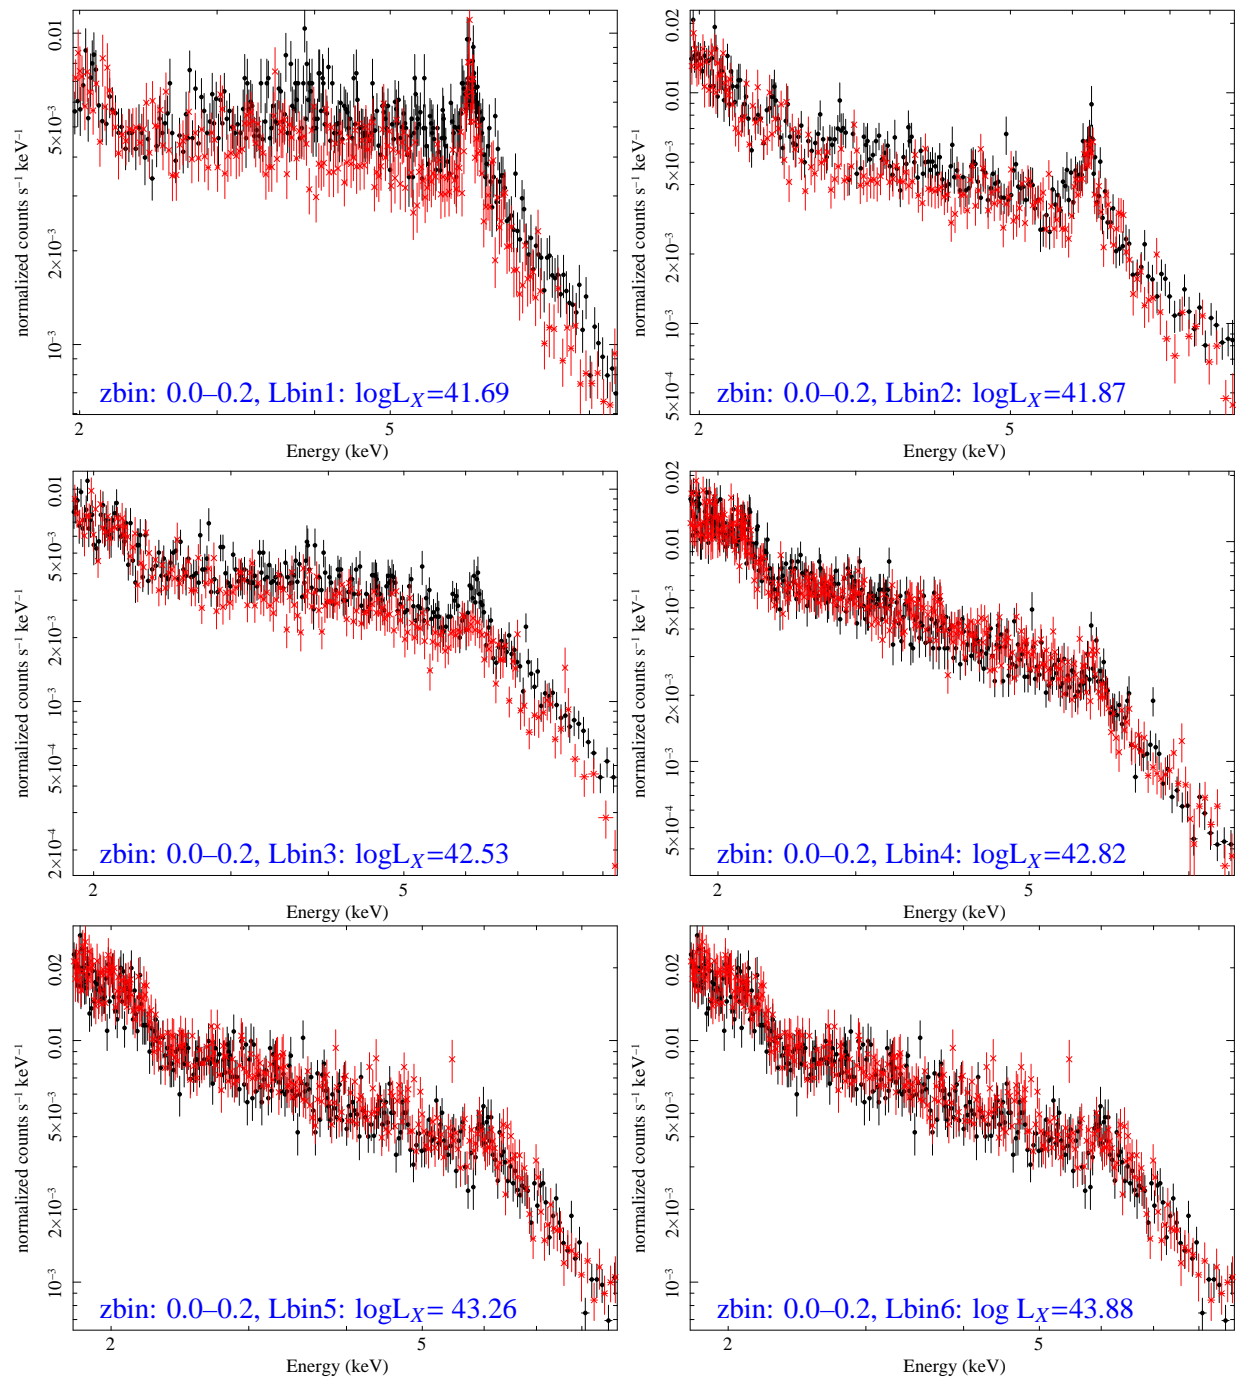 normalized counts s⁻¹ keV⁻¹
0.01
5×10⁻³
2×10⁻³
10⁻³
zbin: 0.0–0.2, Lbin1: logL_X=41.69
2 5
Energy (keV)
normalized counts s⁻¹ keV⁻¹
0.02
0.01
5×10⁻³
2×10⁻³
10⁻³
5×10⁻⁴
zbin: 0.0–0.2, Lbin2: logL_X=41.87
2 5
Energy (keV)
normalized counts s⁻¹ keV⁻¹
0.01
5×10⁻³
2×10⁻³
10⁻³
5×10⁻⁴
2×10⁻⁴
zbin: 0.0–0.2, Lbin3: logL_X=42.53
2 5
Energy (keV)
normalized counts s⁻¹ keV⁻¹
0.02
0.01
5×10⁻³
2×10⁻³
10⁻³
5×10⁻⁴
zbin: 0.0–0.2, Lbin4: logL_X=42.82
2 5
Energy (keV)
normalized counts s⁻¹ keV⁻¹
0.02
0.01
5×10⁻³
2×10⁻³
10⁻³
zbin: 0.0–0.2, Lbin5: logL_X= 43.26
2 5
Energy (keV)
normalized counts s⁻¹ keV⁻¹
0.02
0.01
5×10⁻³
2×10⁻³
10⁻³
zbin: 0.0–0.2, Lbin6: log L_X=43.88
2 5
Energy (keV)